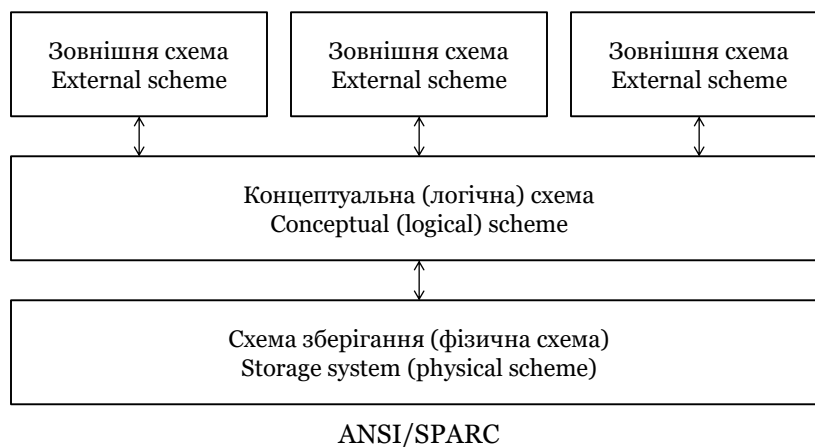 Зовнішня схема
External scheme
Зовнішня схема
External scheme
Зовнішня схема
External scheme
Концептуальна (логічна) схема
Conceptual (logical) scheme
Схема зберігання (фізична схема)
Storage system (physical scheme)
ANSI/SPARC